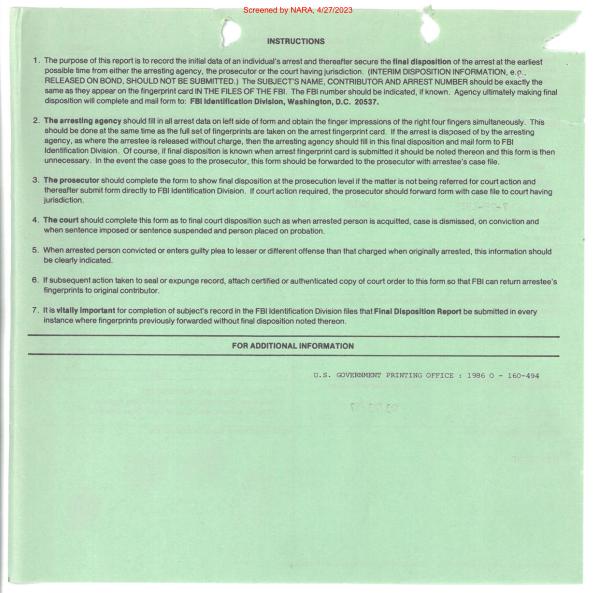 Screened by NARA, 4/27/2023
INSTRUCTIONS
1. The purpose of this report is to record the initial data of an individual's arrest and thereafter secure the final disposition of the arrest at the earliest
possible time from either the arresting agency, the prosecutor or the court having jurisdiction. (INTERIM DISPOSITION INFORMATION, e.g.,
RELEASED ON BOND, SHOULD NOT BE SUBMITTED.) The SUBJECT'S NAME, CONTRIBUTOR AND ARREST NUMBER should be exactly the
same as they appear on the fingerprint card IN THE FILES OF THE FBI. The FBI number should be indicated, if known. Agency ultimately making final
disposition will complete and mail form to: FBI Identification Division, Washington, D.C. 20537.
2. The arresting agency should fill in all arrest data on left side of form and obtain the finger impressions of the right four fingers simultaneously. This
should be done at the same time as the full set of fingerprints are taken on the arrest fingerprint card. If the arrest is disposed of by the arresting
agency, as where the arrestee is released without charge, then the arresting agency should fill in this final disposition and mail form to FBI
Identification Division. Of course, if final disposition is known when arrest fingerprint card is submitted it should be noted thereon and this form is then
unnecessary. In the event the case goes to the prosecutor, this form should be forwarded to the prosecutor with arrestee's case file.
3. The prosecutor should complete the form to show final disposition at the prosecution level if the matter is not being referred for court action and
thereafter submit form directly to FBI Identification Division. If court action required, the prosecutor should forward form with case file to court having
jurisdiction.
4. The court should complete this form as to final court disposition such as when arrested person is acquitted, case is dismissed, on conviction and
when sentence imposed or sentence suspended and person placed on probation.
5. When arrested person convicted or enters guilty plea to lesser or different offense than that charged when originally arrested, this information should
be clearly indicated.
6. If subsequent action taken to seal or expunge record, attach certified or authenticated copy of court order to this form so that FBI can return arrestee's
fingerprints to original contributor.
7. It is vitally important for completion of subject's record in the FBI Identification Division files that Final Disposition Report be submitted in every
instance where fingerprints previously forwarded without final disposition noted thereon.
FOR ADDITIONAL INFORMATION
U.S. GOVERNMENT PRINTING OFFICE : 1986 O - 160-494